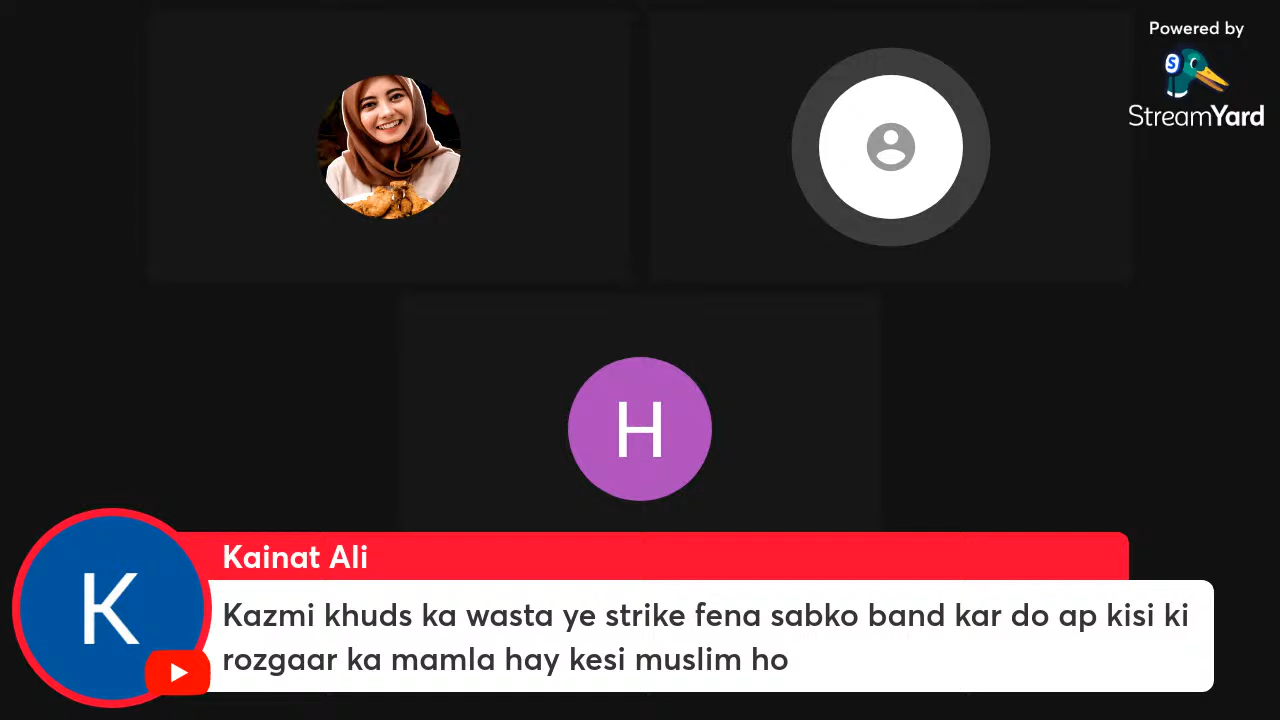 Powered by
S
StreamYard
H
K
Kainat Ali
Kazmi khuds ka wasta ye strike fena sabko band kar do ap kisi ki
rozgaar ka mamla hay kesi muslim ho